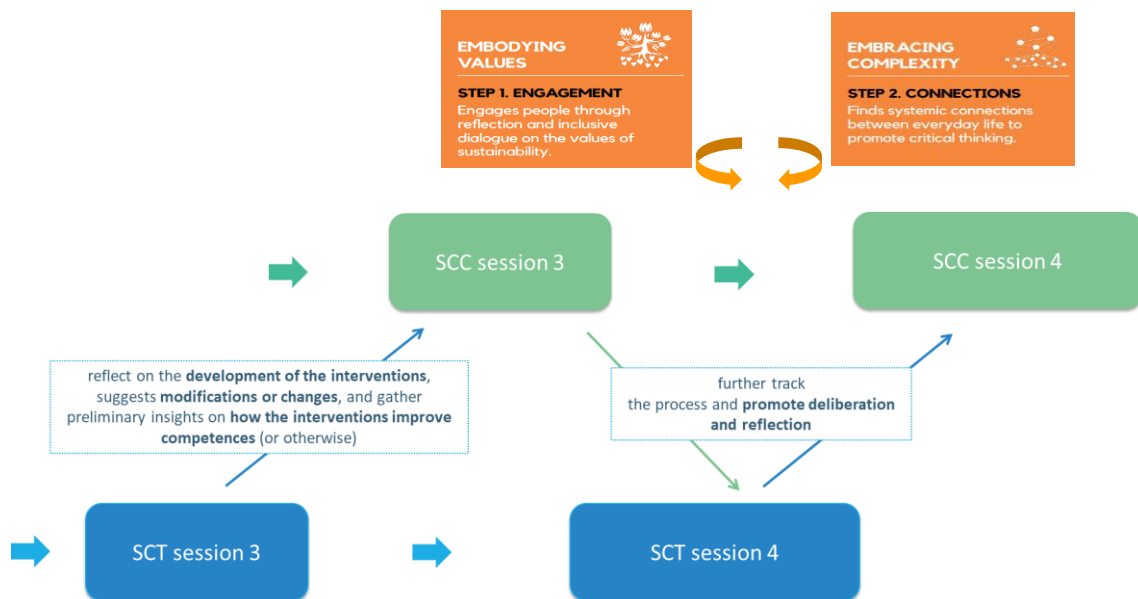 EMBODYING
VALUES
STEP 1. ENGAGEMENT
Engages people through
reflection and inclusive
dialogue on the values of
sustainability.
EMBRACING
COMPLEXITY
STEP 2. CONNECTIONS
Finds systemic connections
between everyday life to
promote critical thinking.
SCC session 3
SCC session 4
reflect on the development of the interventions,
suggests modifications or changes, and gather
preliminary insights on how the interventions improve
competences (or otherwise)
further track
the process and promote deliberation
and reflection
SCT session 3
SCT session 4